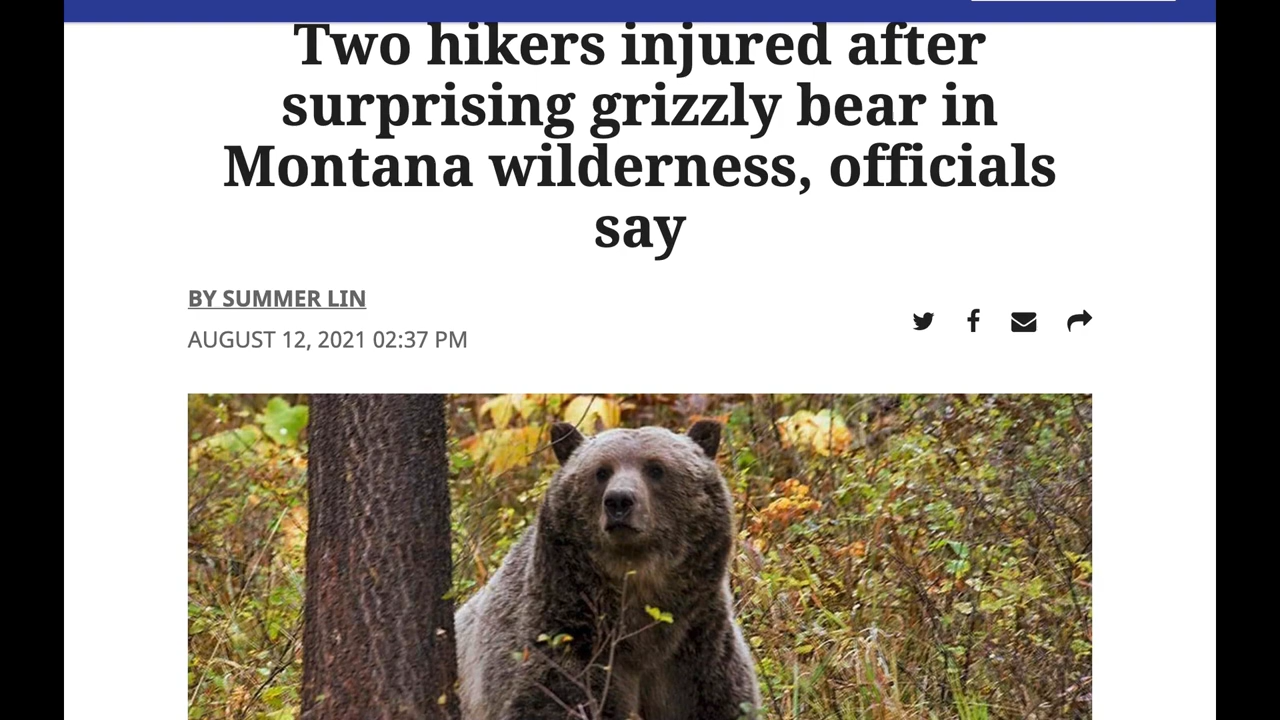 Two hikers injured after
surprising grizzly bear in
Montana wilderness, officials
say
BY SUMMER LIN
AUGUST 12, 2021 02:37 PM